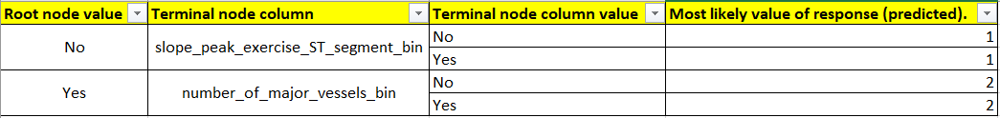 Root node value Terminal node column Terminal node column value Most likely value of response (predicted).
No slope_peak_exercise_ST_segment_bin No 1
Yes 1
Yes number_of_major_vessels_bin No 2
Yes 2